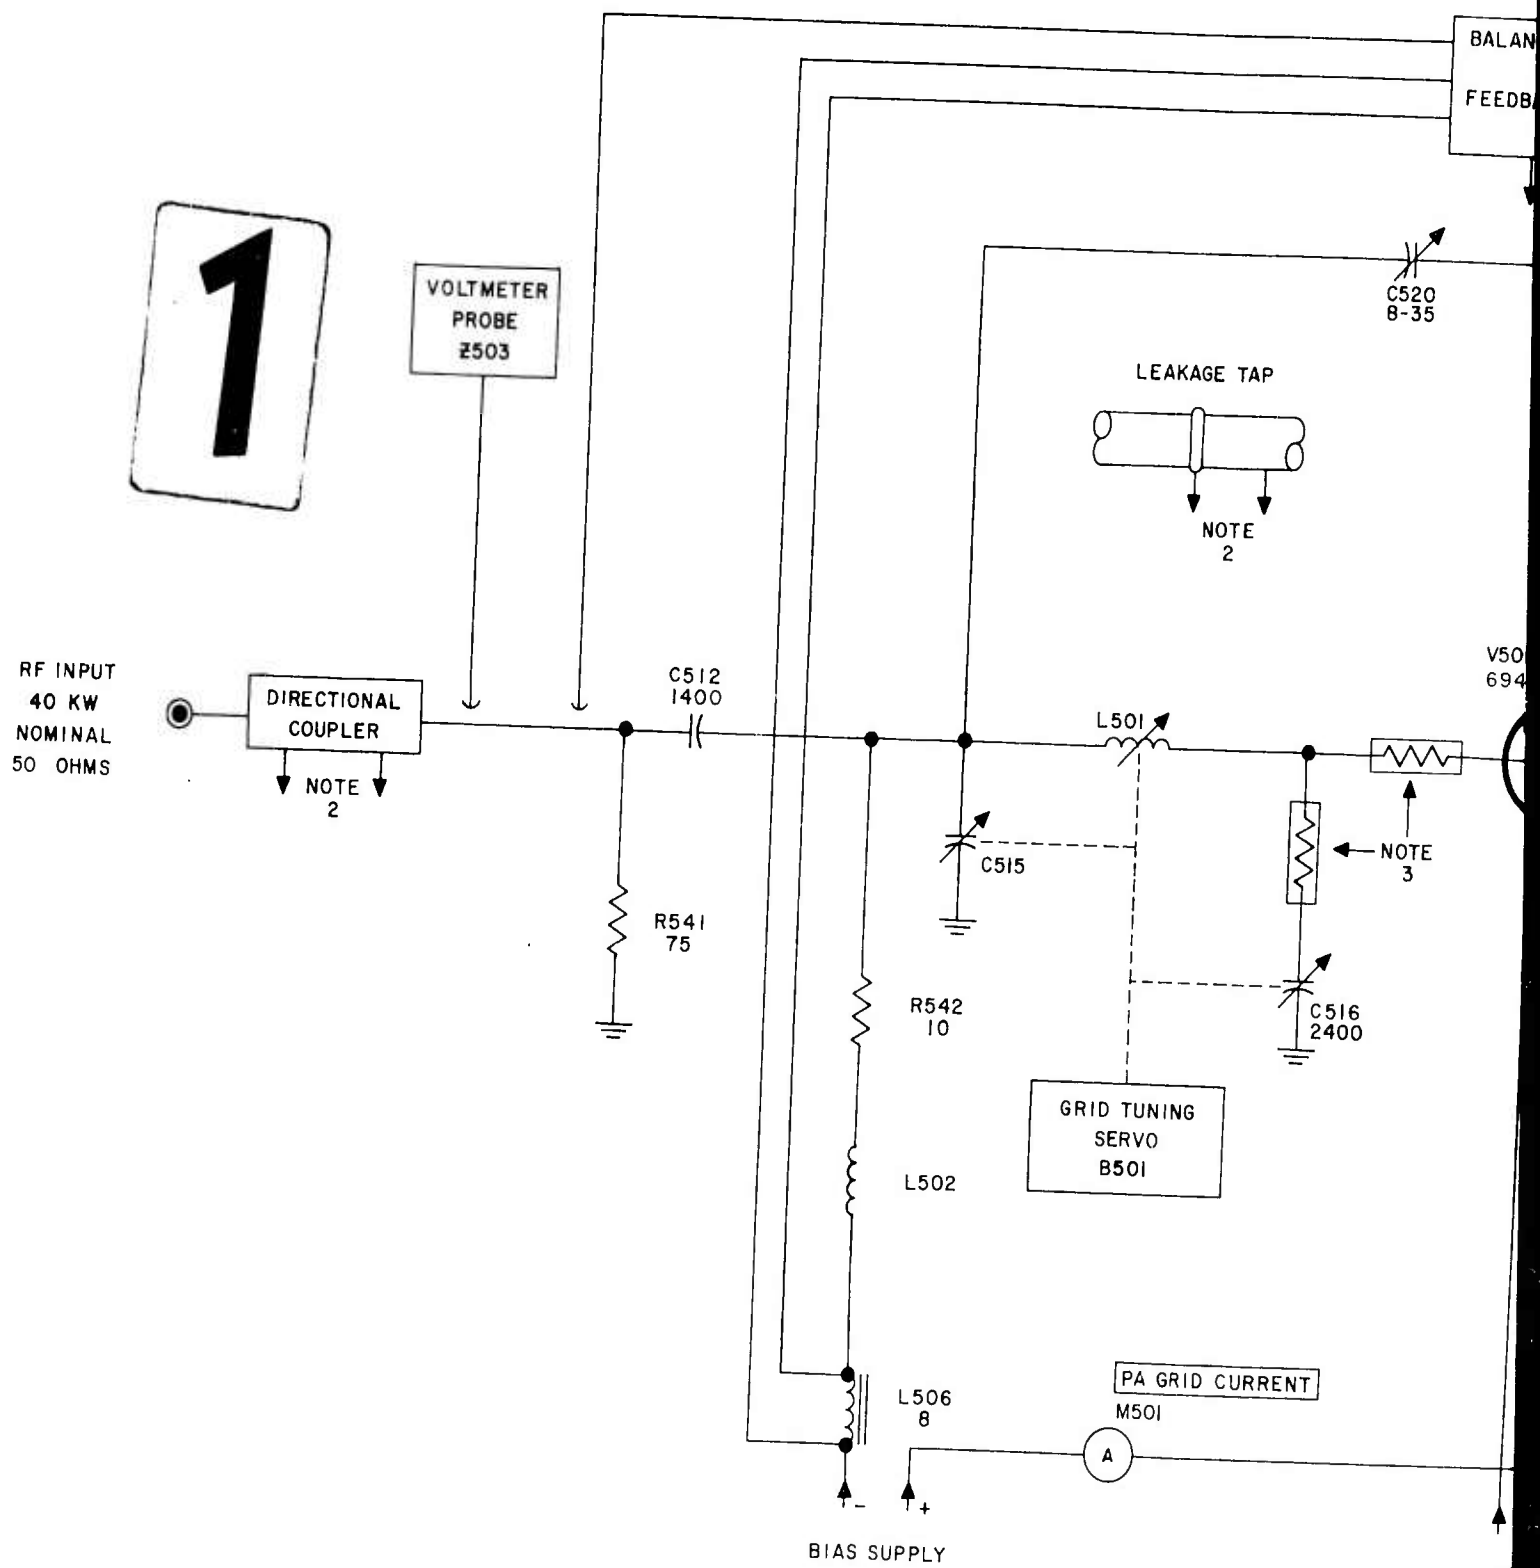 BALAN
FEEDB
1
VOLTMETER
PROBE
Z503
C520
8-35
LEAKAGE TAP
NOTE
2
RF INPUT
40 KW
NOMINAL
50 OHMS
DIRECTIONAL
COUPLER
NOTE
2
C512
1400
L501
V50
694
C515
NOTE
3
R541
75
R542
10
C516
2400
GRID TUNING
SERVO
B501
L502
L506
8
PA GRID CURRENT
M501
A
- +
BIAS SUPPLY